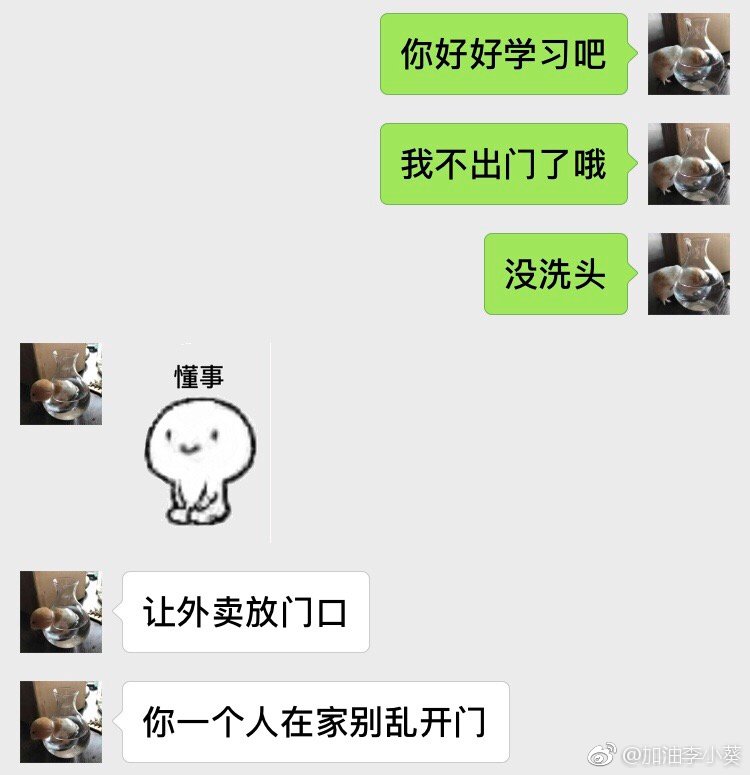 你好好学习吧
我不出门了哦
没洗头
懂事
让外卖放门口
你一个人在家别乱开门
@加油李小葵